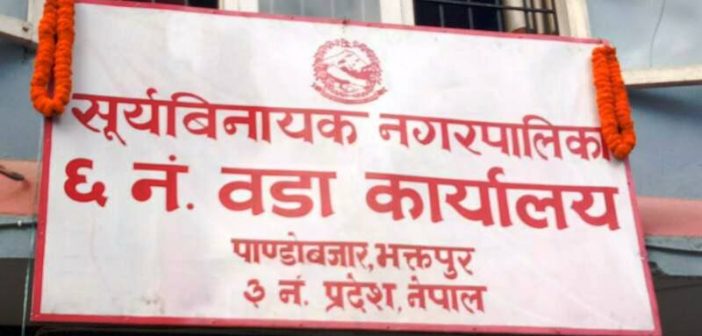 सूर्यबिनायक नगरपालिका
६ नं. वडा कार्यालय
पाण्डोबजार,भक्तपुर
३ नं. प्रदेश, नेपाल